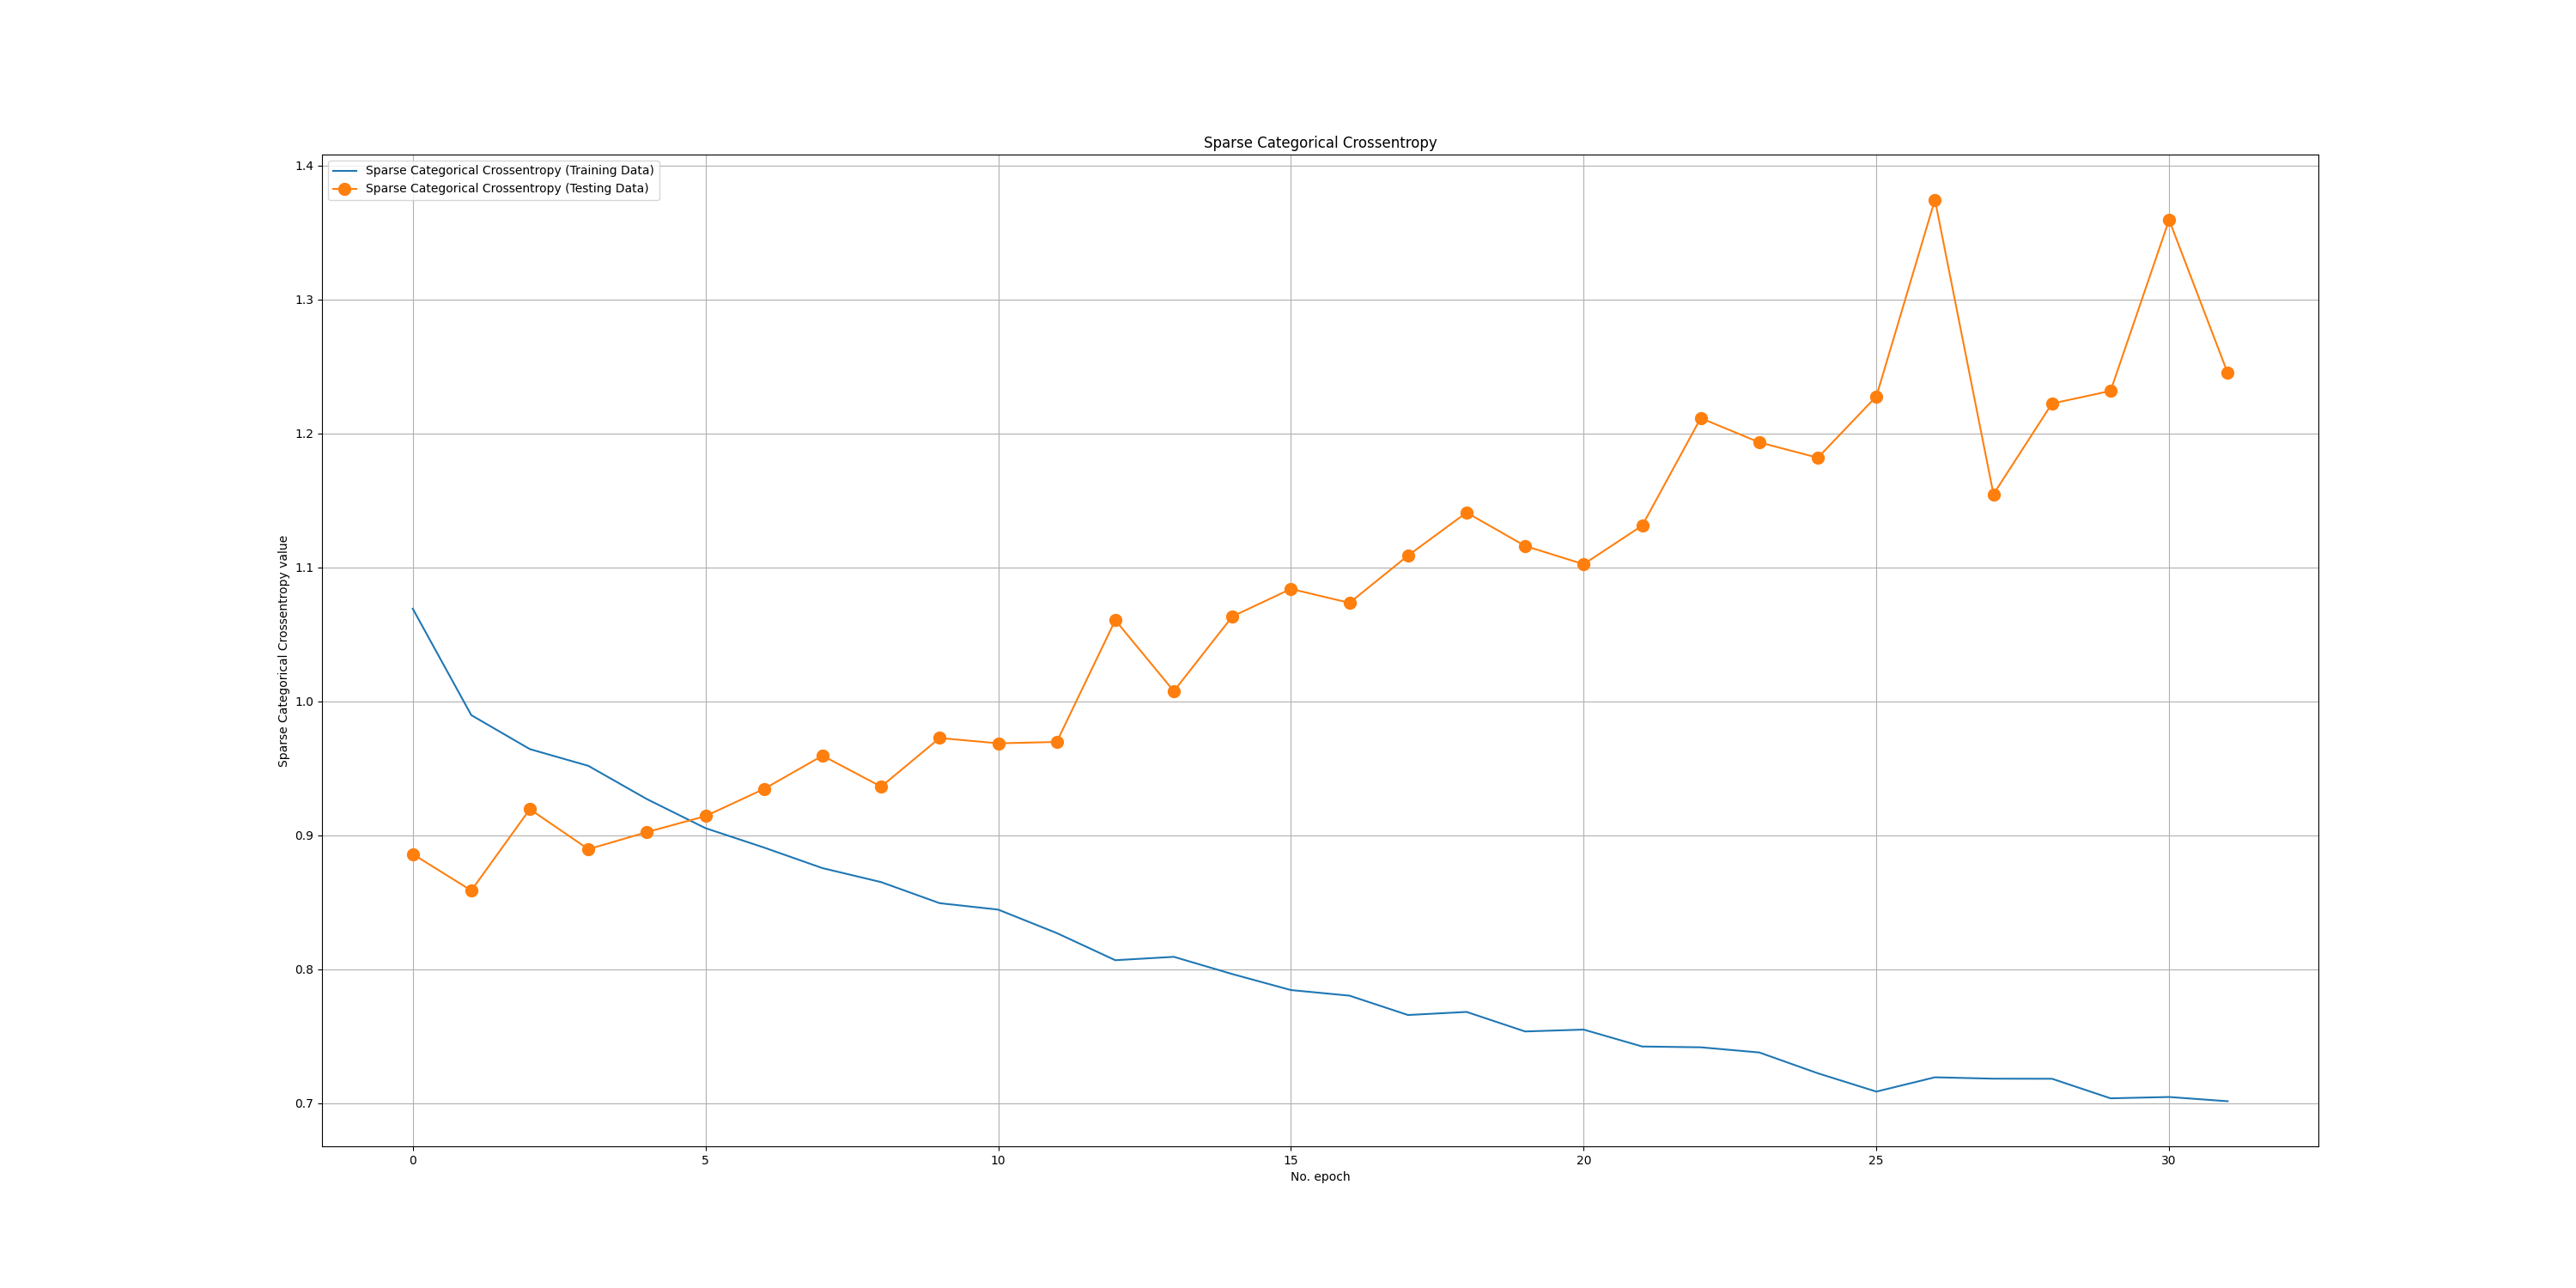 Sparse Categorical Crossentropy
Sparse Categorical Crossentropy (Training Data)
Sparse Categorical Crossentropy (Testing Data)
Sparse Categorical Crossentropy value
1.4
1.3
1.2
1.1
1.0
0.9
0.8
0.7
0 5 10 15 20 25 30
No. epoch